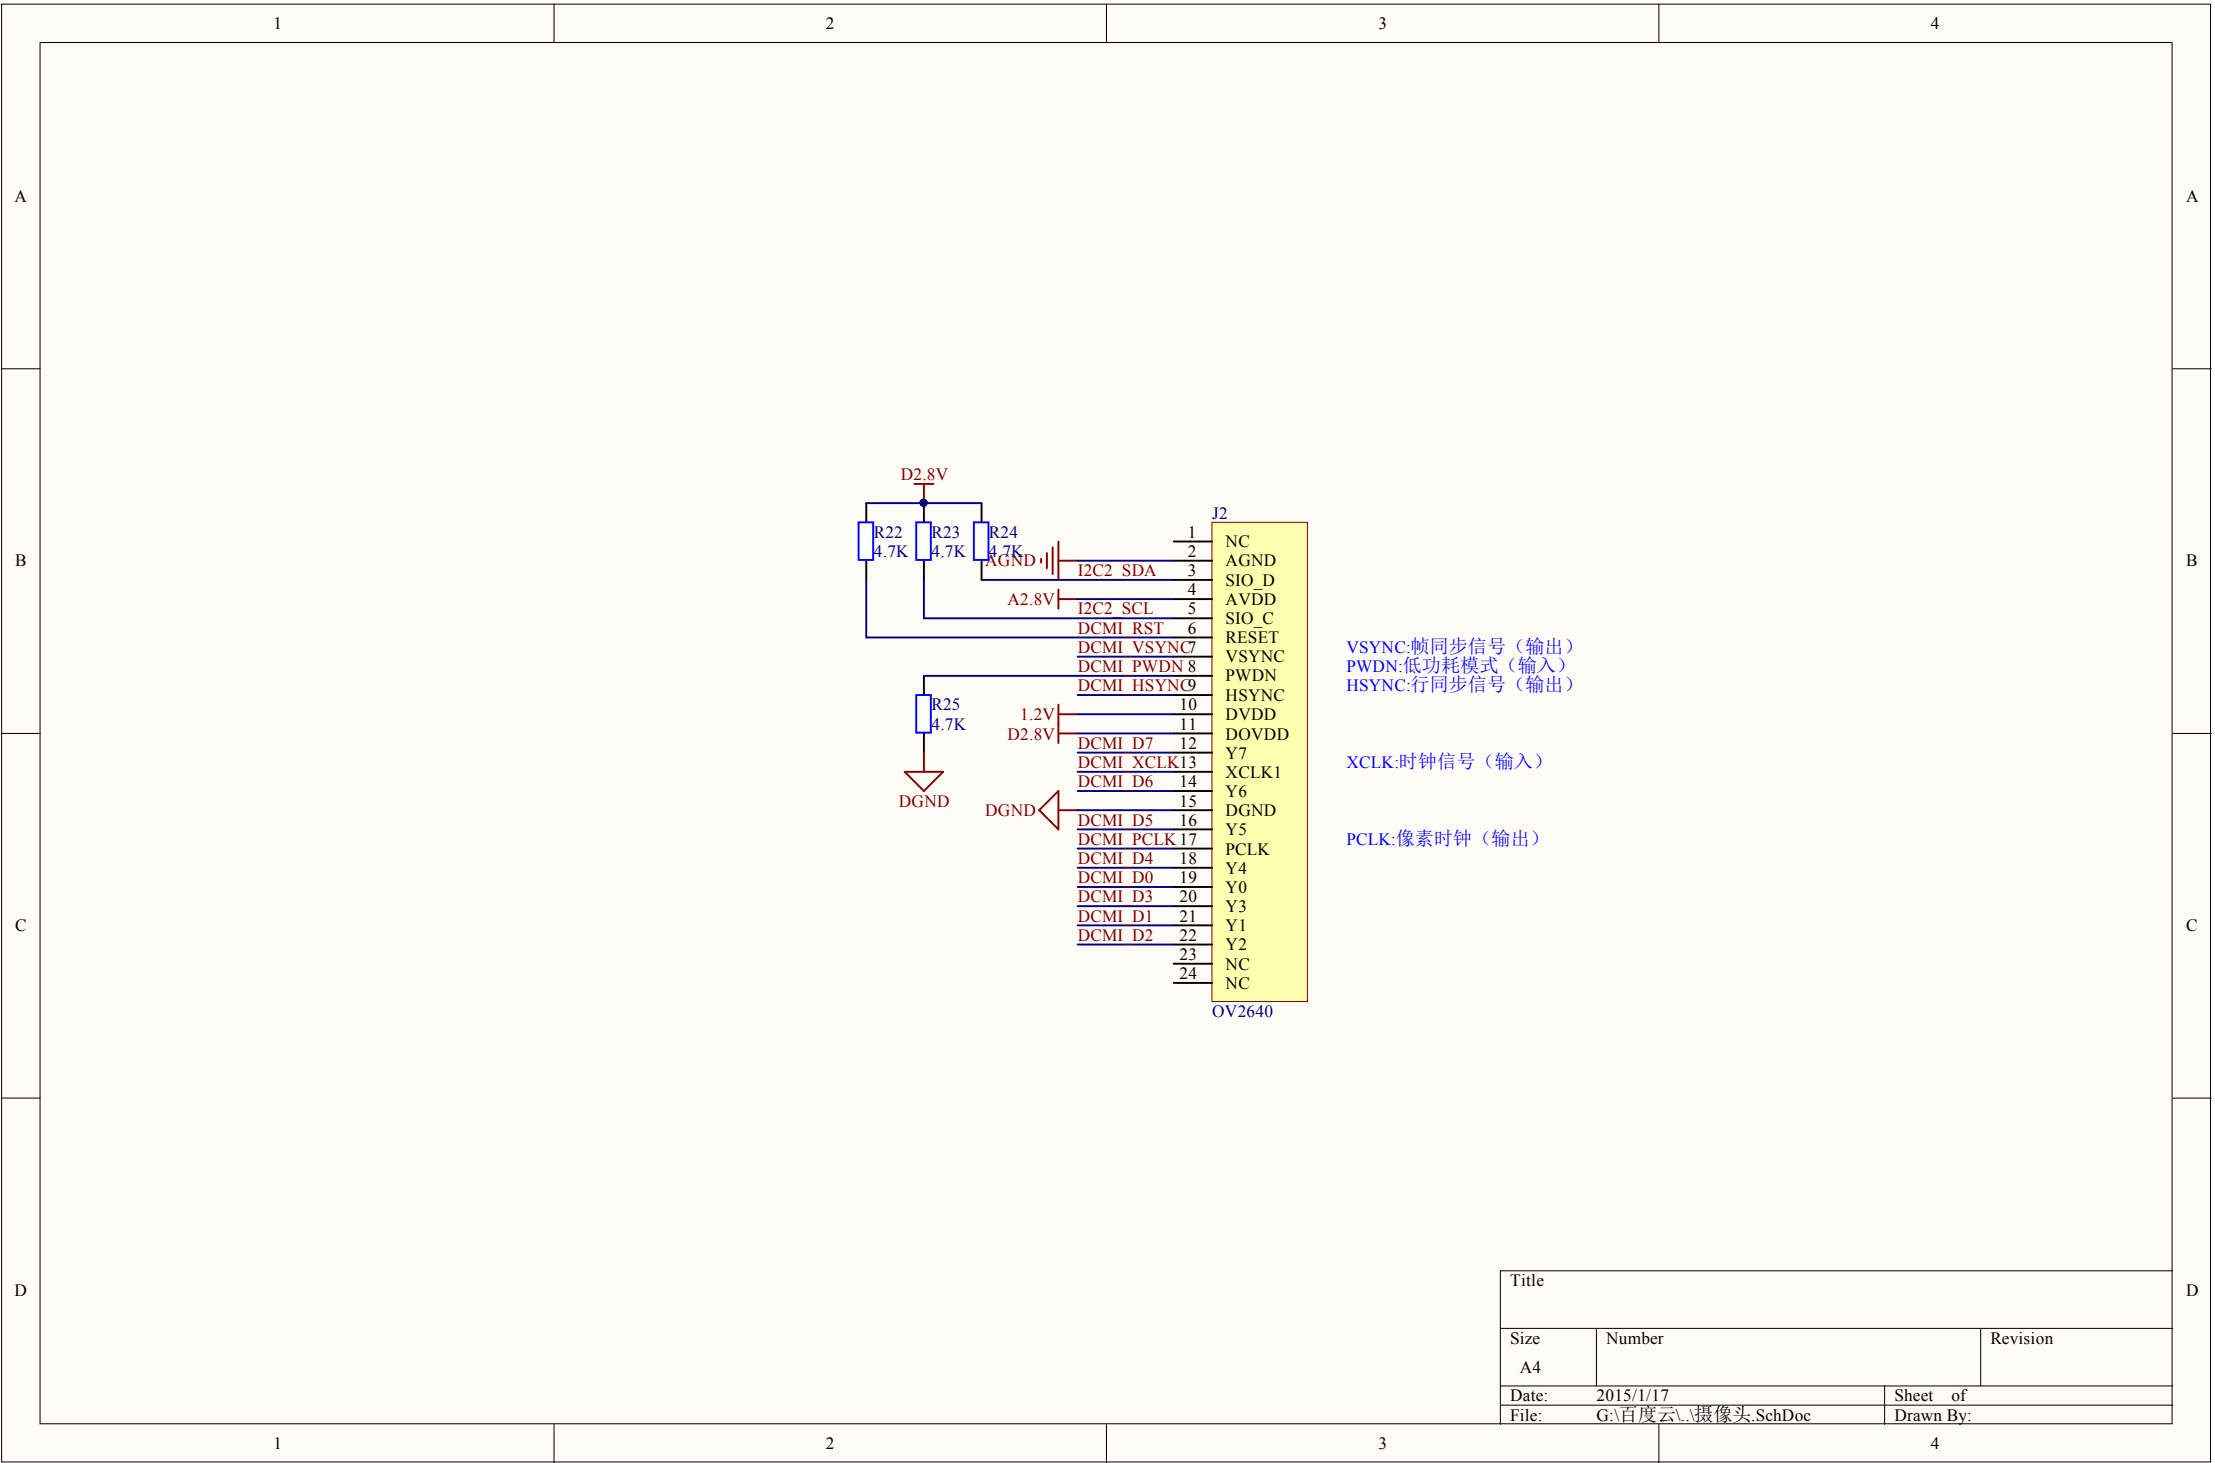 1 2 3 4
A A
D2.8V
J2
R22 R23 R24
4.7K 4.7K 4.7K
1 NC
B AGND 2 AGND B
I2C2_SDA 3 SIO_D
A2.8V 4 AVDD
I2C2_SCL 5 SIO_C
DCMI_RST 6 RESET
DCMI_VSYNC 7 VSYNC VSYNC:帧同步信号（输出）
DCMI_PWDN 8 PWDN PWDN:低功耗模式（输入）
DCMI_HSYNC 9 HSYNC HSYNC:行同步信号（输出）
R25
4.7K
1.2V 10 DVDD
D2.8V 11 DOVDD
DCMI_D7 12 Y7
DCMI_XCLK 13 XCLK1 XCLK:时钟信号（输入）
DCMI_D6 14 Y6
DGND
DGND 15 DGND
DCMI_D5 16 Y5
DCMI_PCLK 17 PCLK PCLK:像素时钟（输出）
DCMI_D4 18 Y4
DCMI_D0 19 Y0
DCMI_D3 20 Y3
C DCMI_D1 21 Y1 C
DCMI_D2 22 Y2
23 NC
24 NC
OV2640
D D
Title
Size Number Revision
A4
Date: 2015/1/17 Sheet of
File: G:\百度云\..\摄像头.SchDoc Drawn By:
1 2 3 4